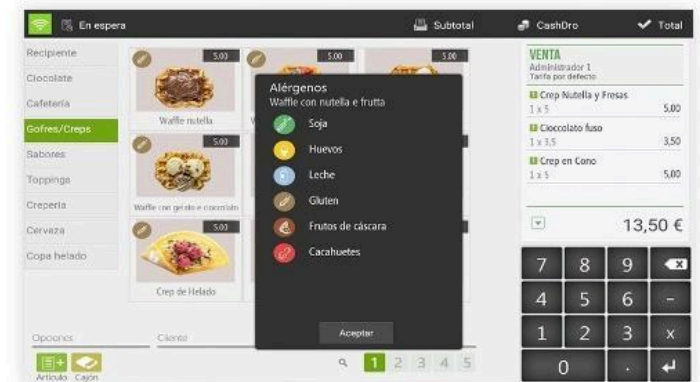 En espera
Subtotal
CashDro
Total
Recipiente
Ciocolate
Cafetería
Gofres/Creps
Sabores
Toppings
Crepería
Cerveza
Copa helado
5,00
5,00
5,00
Waffle nutella
5,00
Waffle con gelato e cioccolato
5,00
Crep de Helado
Alérgenos
Waffle con nutella e frutta
Soja
Huevos
Leche
Gluten
Frutos de cáscara
Cacahuetes
Aceptar
VENTA
Administrador 1
Tarifa por defecto
Crep Nutella y Fresas
1 x 5 5,00
Cioccolato fuso
1 x 3,5 3,50
Crep en Cono
1 x 5 5,00
13,50 €
7 8 9
4 5 6 -
1 2 3 x
0 .
Opciones
Cliente
Artículo Cajón
1 2 3 4 5